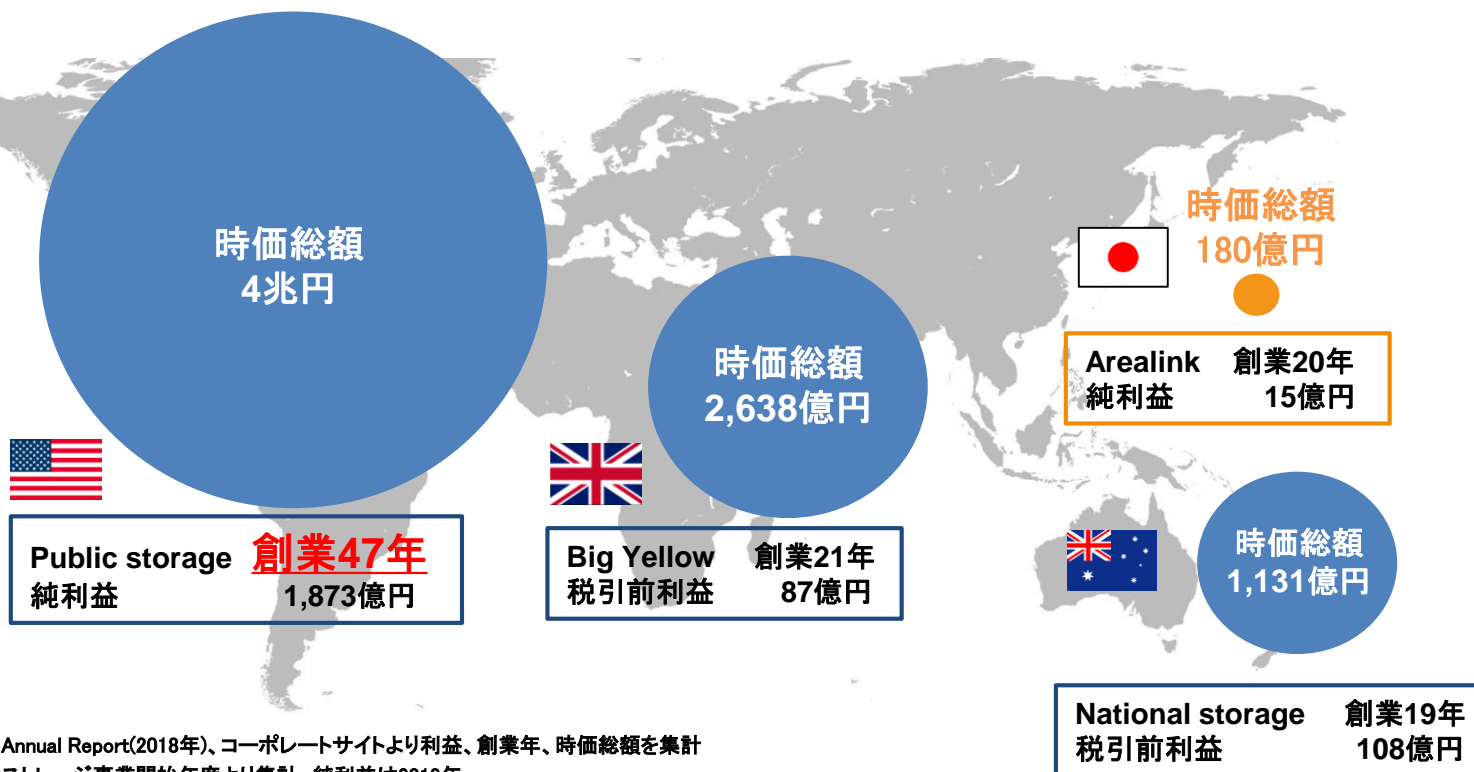 時価総額
4兆円
Public storage 創業47年
純利益 1,873億円
時価総額
2,638億円
Big Yellow 創業21年
税引前利益 87億円
時価総額
180億円
Arealink 創業20年
純利益 15億円
時価総額
1,131億円
National storage 創業19年
税引前利益 108億円
Annual Report(2018年)、コーポレートサイトより利益、創業年、時価総額を集計